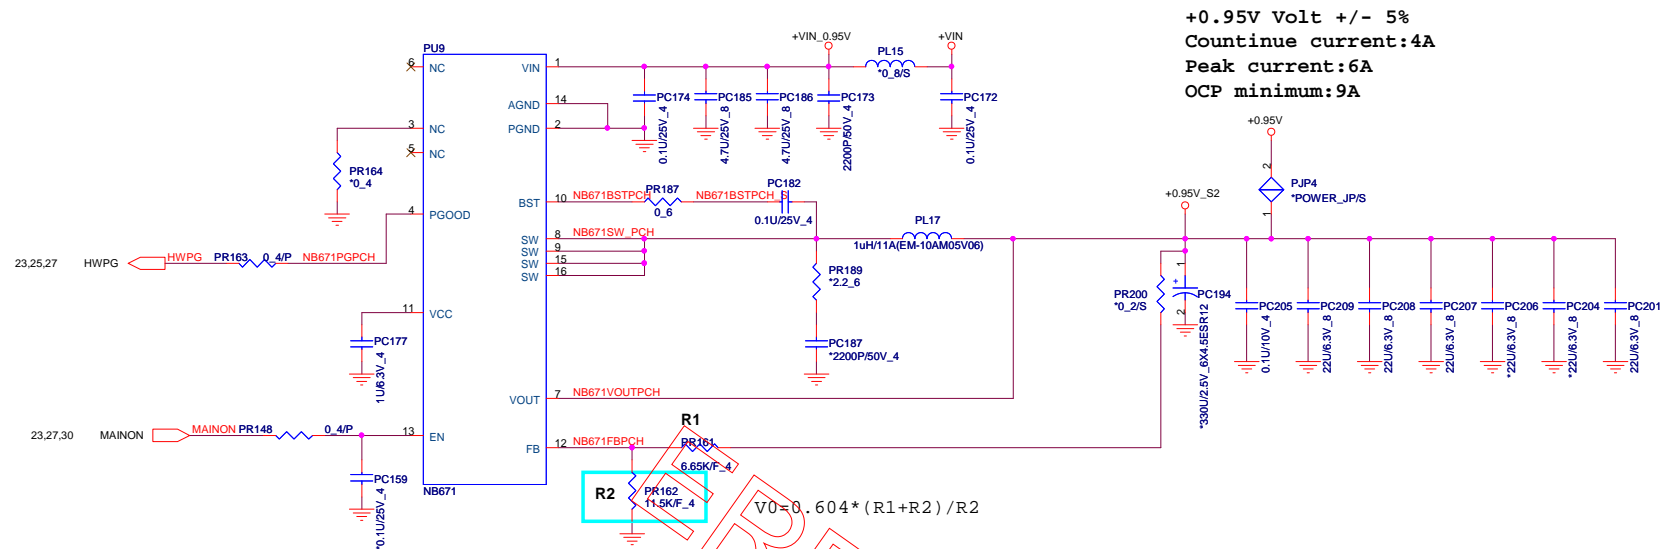 +0.95V Volt +/- 5%
Countinue current:4A
Peak current:6A
OCP minimum:9A
+VIN_0.95V
+VIN
PL15
*0_8/S
PU9
6
NC
VIN
1
AGND
14
PGND
2
3
NC
5
NC
PR164
*0_4
4
PGOOD
PC174
0.1U/25V_4
PC185
4.7U/25V_8
PC186
4.7U/25V_8
PC173
2200P/50V_4
PC172
0.1U/25V_4
+0.95V
2
PJP4
*POWER_JP/S
1
BST
10
NB671BSTPCH
PR187
0_6
NB671BSTPCH_S
PC182
0.1U/25V_4
+0.95V_S2
SW
8
NB671SW_PCH
SW
9
SW
15
SW
16
PL17
1uH/11A(EM-10AM05V06)
23,25,27
HWPG
HWPG
PR163
0_4/P
NB671PGPCH
PR189
*2.2_6
PC187
*2200P/50V_4
PR200
*0_2/S
+
1
PC194
2
*330U/2.5V_6X4.5ESR12
PC205
0.1U/10V_4
PC209
22U/6.3V_8
PC208
22U/6.3V_8
PC207
22U/6.3V_8
PC206
*22U/6.3V_8
PC204
*22U/6.3V_8
PC201
22U/6.3V_8
11
VCC
PC177
1U/6.3V_4
VOUT
7
NB671VOUTPCH
23,27,30
MAINON
MAINON
PR148
0_4/P
13
EN
PC159
*0.1U/25V_4
FB
12
NB671FBPCH
R1
PR161
6.65K/F_4
NB671
R2
PR162
11.5K/F_4
V0=0.604*(R1+R2)/R2